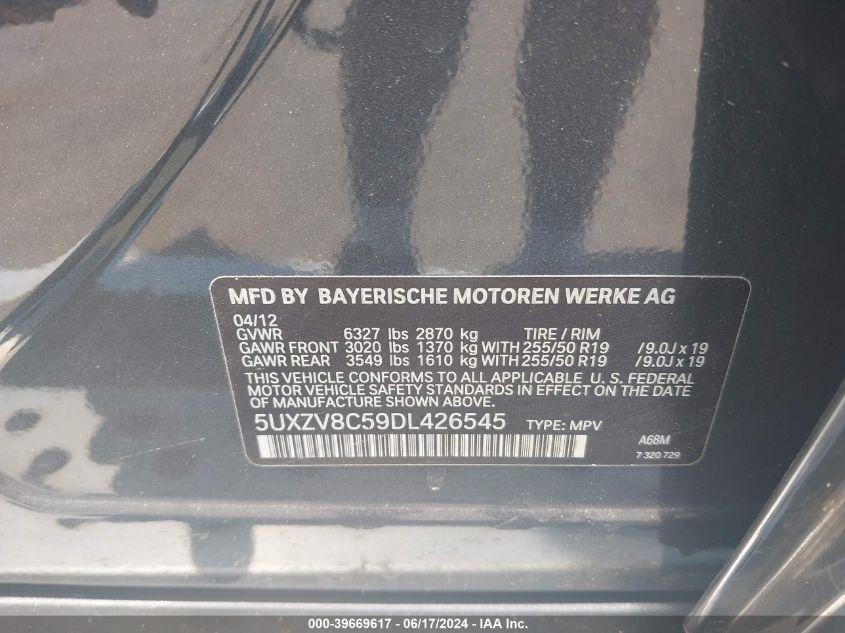 MFD BY BAYERISCHE MOTOREN WERKE AG
04/12
GVWR 6327 lbs 2870 kg TIRE / RIM
GAWR FRONT 3020 lbs 1370 kg WITH 255/50 R19 /9.0J x 19
GAWR REAR 3549 lbs 1610 kg WITH 255/50 R19 /9.0J x 19
THIS VEHICLE CONFORMS TO ALL APPLICABLE U. S. FEDERAL
MOTOR VEHICLE SAFETY STANDARDS IN EFFECT ON THE DATE
OF MANUFACTURE SHOWN ABOVE.
5UXZV8C59DL426545 TYPE: MPV
A68M
7 320 729
000-39669617 - 06/17/2024 - IAA Inc.